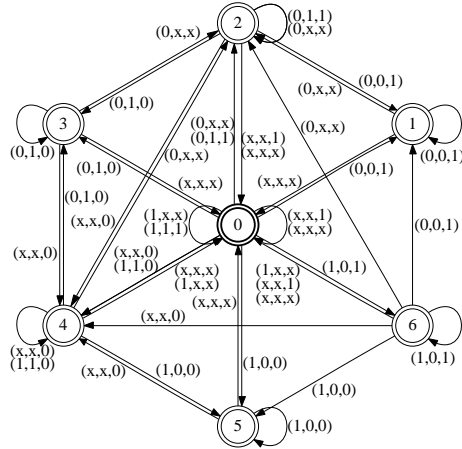 2
(0,1,1)
(0,x,x)
(0,x,x)
(0,x,x)
(0,0,1)
3
1
(0,x,x)
(0,1,1)
(x,x,1)
(x,x,x)
(0,x,x)
(0,1,0)
(0,x,x)
(0,0,1)
(0,1,0)
(0,0,1)
(0,1,0)
(x,x,x)
(x,x,x)
(x,x,0)
(1,x,x)
(1,1,1)
0
(x,x,1)
(x,x,x)
(0,0,1)
(x,x,0)
(x,x,0)
(1,1,0)
(x,x,x)
(1,x,x)
(1,x,x)
(x,x,1)
(x,x,x)
(1,0,1)
(x,x,x)
4
(x,x,0)
6
(x,x,0)
(1,1,0)
(x,x,0)
(1,0,0)
(1,0,0)
(1,0,0)
(1,0,1)
5
(1,0,0)